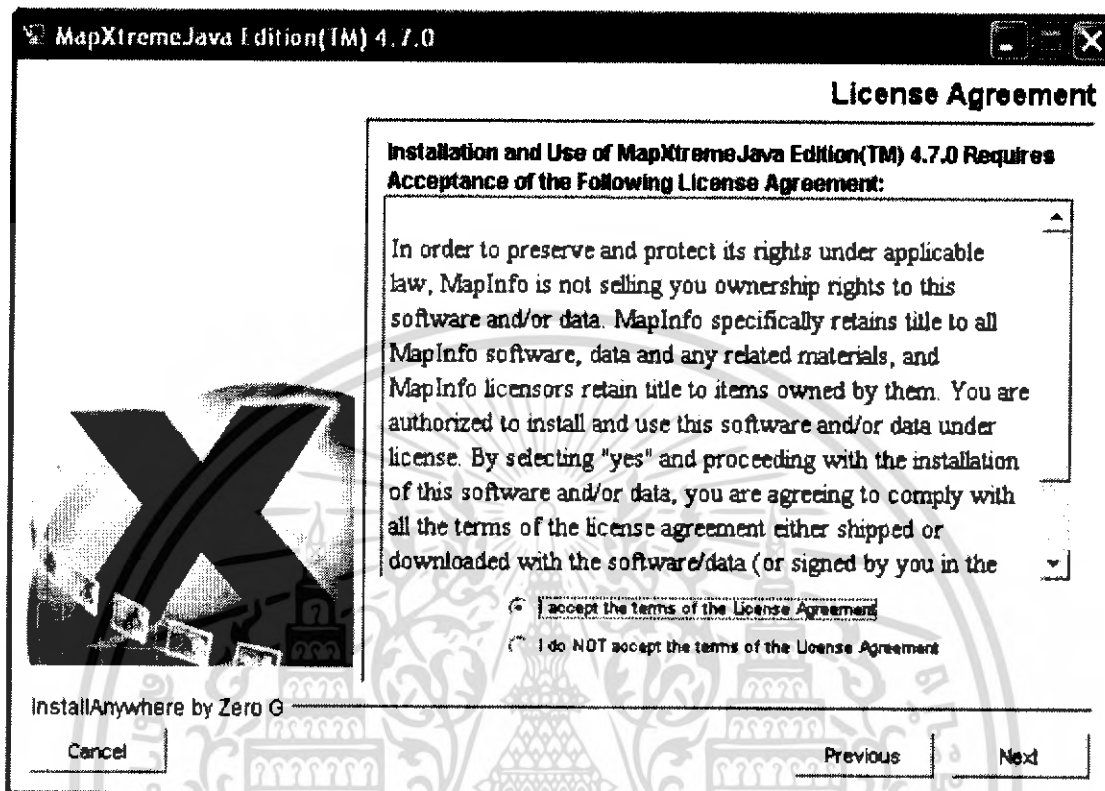 MapXtremeJava Edition(TM) 4.7.0
License Agreement
Installation and Use of MapXtremeJava Edition(TM) 4.7.0 Requires
Acceptance of the Following License Agreement:
In order to preserve and protect its rights under applicable
law, MapInfo is not selling you ownership rights to this
software and/or data. MapInfo specifically retains title to all
MapInfo software, data and any related materials, and
MapInfo licensors retain title to items owned by them. You are
authorized to install and use this software and/or data under
license. By selecting "yes" and proceeding with the installation
of this software and/or data, you are agreeing to comply with
all the terms of the license agreement either shipped or
downloaded with the software/data (or signed by you in the
I accept the terms of the License Agreement
I do NOT accept the terms of the License Agreement
InstallAnywhere by Zero G
Cancel
Previous
Next